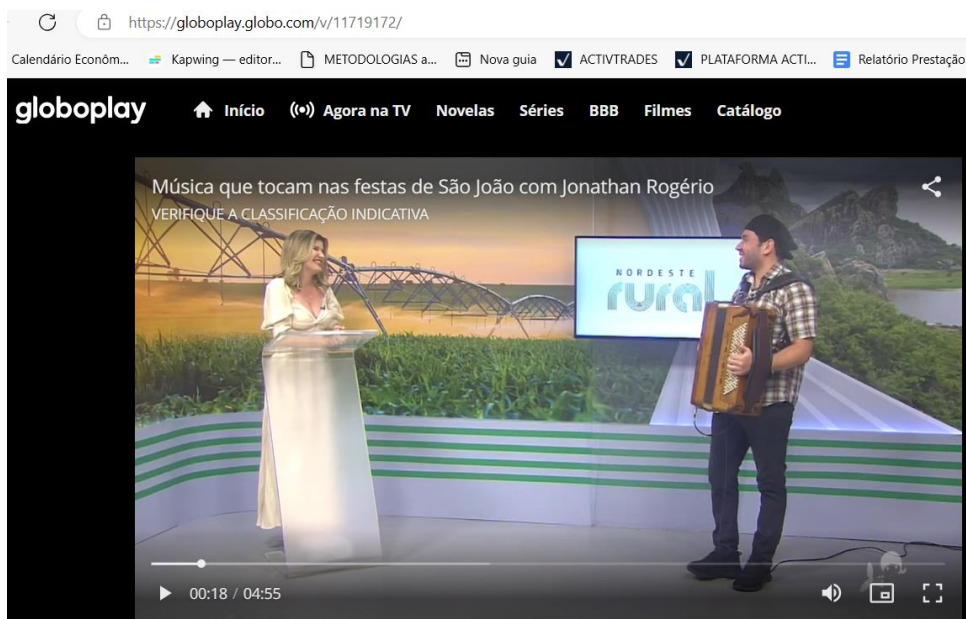 https://globoplay.globo.com/v/11719172/
Calendário Econôm... Kapwing — editor... METODOLOGIAS a... Nova guia ACTIVTRADES PLATAFORMA ACTI... Relatório Prestação
globoplay Início Agora na TV Novelas Séries BBB Filmes Catálogo
Música que tocam nas festas de São João com Jonathan Rogério
VERIFIQUE A CLASSIFICAÇÃO INDICATIVA
NORDESTE
rural
00:18 / 04:55